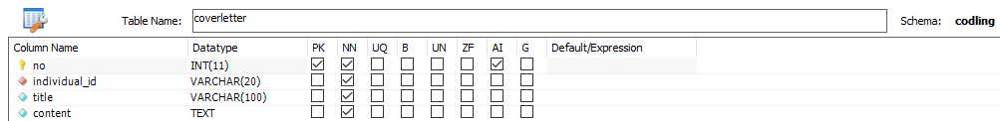 Table Name: coverletter Schema: codling
Column Name Datatype PK NN UQ B UN ZF AI G Default/Expression
no INT(11)
individual_id VARCHAR(20)
title VARCHAR(100)
content TEXT